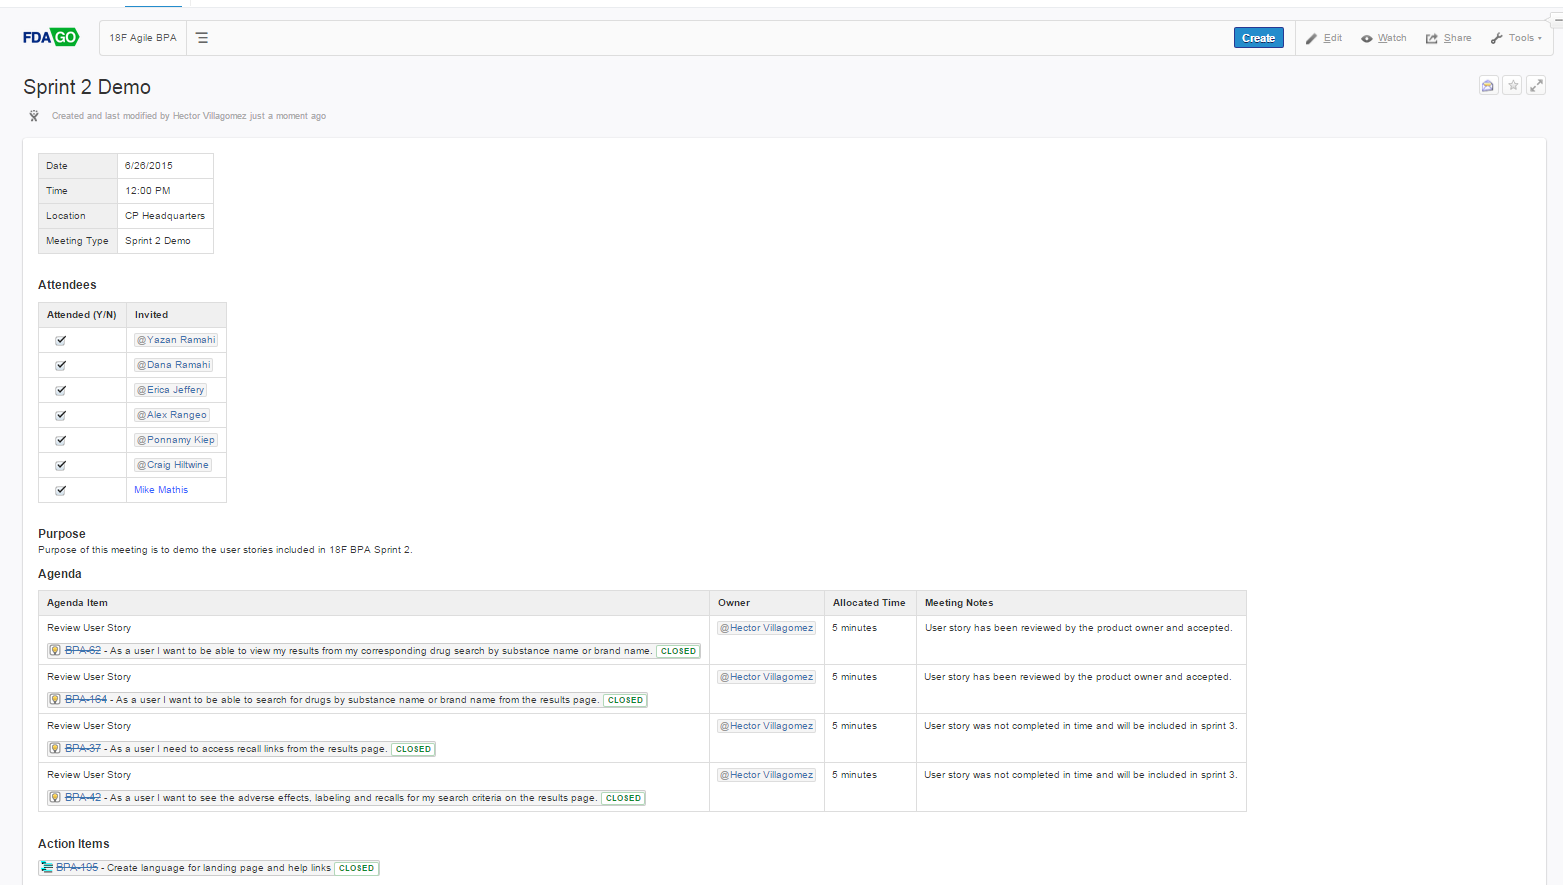 FDA GO 18F Agile BPA Create Edit Watch Share Tools
Sprint 2 Demo
Created and last modified by Hector Villagomez just a moment ago
Date 6/26/2015
Time 12:00 PM
Location CP Headquarters
Meeting Type Sprint 2 Demo
Attendees
Attended (Y/N) Invited
@Yazan Ramahi
@Dana Ramahi
@Erica Jeffery
@Alex Rangeo
@Ponnamy Kiep
@Craig Hiltwine
Mike Mathis
Purpose
Purpose of this meeting is to demo the user stories included in 18F BPA Sprint 2.
Agenda
Agenda Item Owner Allocated Time Meeting Notes
Review User Story @Hector Villagomez 5 minutes User story has been reviewed by the product owner and accepted.
BPA-62 - As a user I want to be able to view my results from my corresponding drug search by substance name or brand name. CLOSED
Review User Story @Hector Villagomez 5 minutes User story has been reviewed by the product owner and accepted.
BPA-164 - As a user I want to be able to search for drugs by substance name or brand name from the results page. CLOSED
Review User Story @Hector Villagomez 5 minutes User story was not completed in time and will be included in sprint 3.
BPA-37 - As a user I need to access recall links from the results page. CLOSED
Review User Story @Hector Villagomez 5 minutes User story was not completed in time and will be included in sprint 3.
BPA-42 - As a user I want to see the adverse effects, labeling and recalls for my search criteria on the results page. CLOSED
Action Items
BPA-195 - Create language for landing page and help links CLOSED